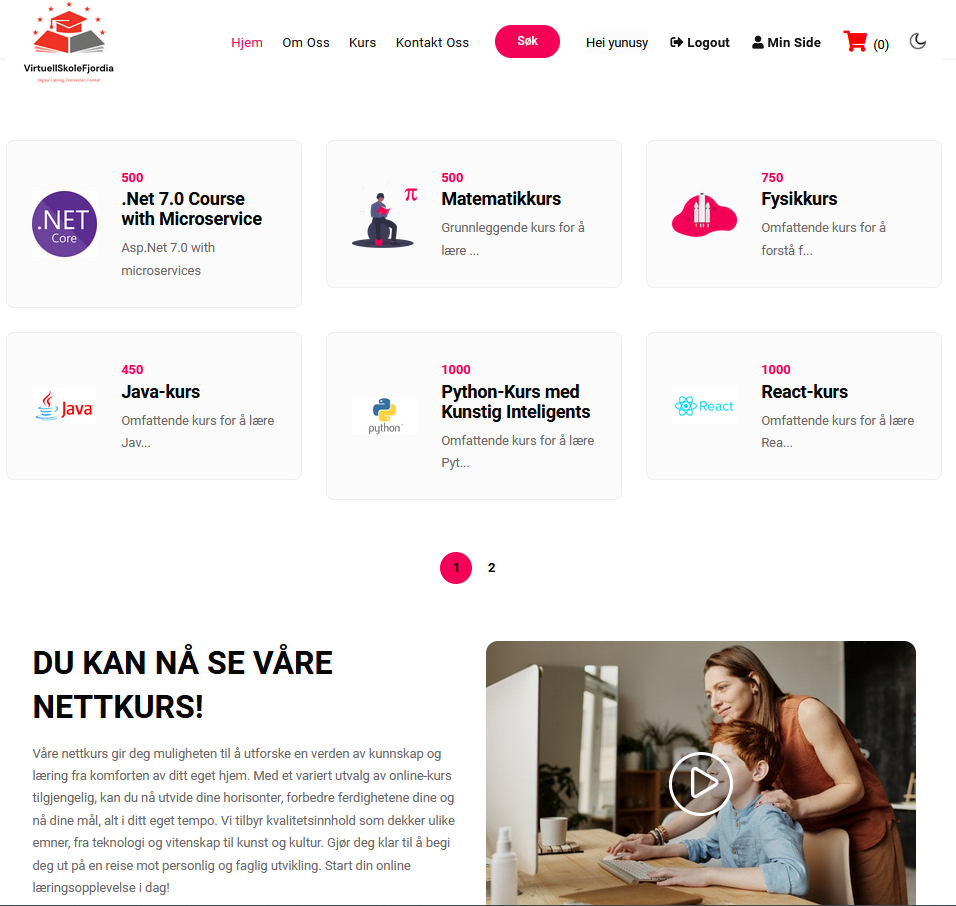 VirtuellSkoleFjordia
Digital Læring, Fremtiden Formet
Hjem Om Oss Kurs Kontakt Oss Søk Hei yunusy Logout Min Side (0)
500
.Net 7.0 Course
with Microservice
Asp.Net 7.0 with
microservices
.NET
Core
500
Matematikkurs
Grunnleggende kurs for å
lære ...
π
750
Fysikkurs
Omfattende kurs for å
forstå f...
450
Java-kurs
Omfattende kurs for å lære
Jav...
Java
1000
Python-Kurs med
Kunstig Inteligents
Omfattende kurs for å lære
Pyt...
python
1000
React-kurs
Omfattende kurs for å lære
Rea...
React
1 2
DU KAN NÅ SE VÅRE
NETTKURS!
Våre nettkurs gir deg muligheten til å utforske en verden av kunnskap og
læring fra komforten av ditt eget hjem. Med et variert utvalg av online-kurs
tilgjengelig, kan du nå utvide dine horisonter, forbedre ferdighetene dine og
nå dine mål, alt i ditt eget tempo. Vi tilbyr kvalitetsinnhold som dekker ulike
emner, fra teknologi og vitenskap til kunst og kultur. Gjør deg klar til å begi
deg ut på en reise mot personlig og faglig utvikling. Start din online
læringsopplevelse i dag!